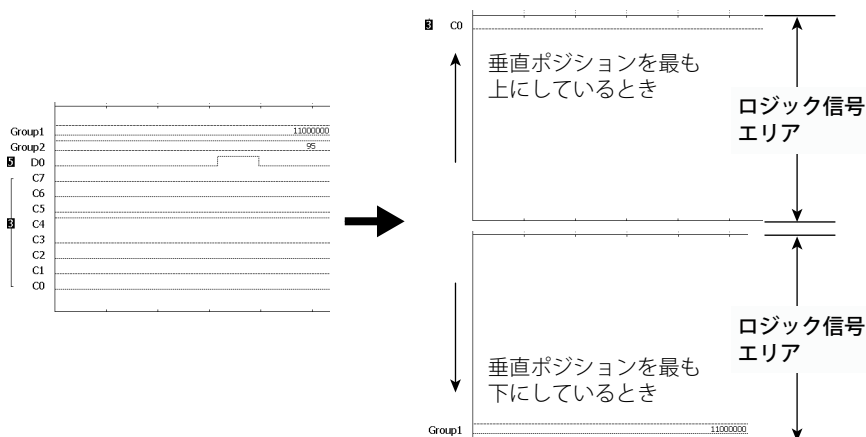 Group1 11000000
Group2 95
5 D0
C7
C6
C5
3 C4
C3
C2
C1
C0
3 C0
垂直ポジションを最も
上にしているとき
ロジック信号
エリア
垂直ポジションを最も
下にしているとき
ロジック信号
エリア
Group1 11000000